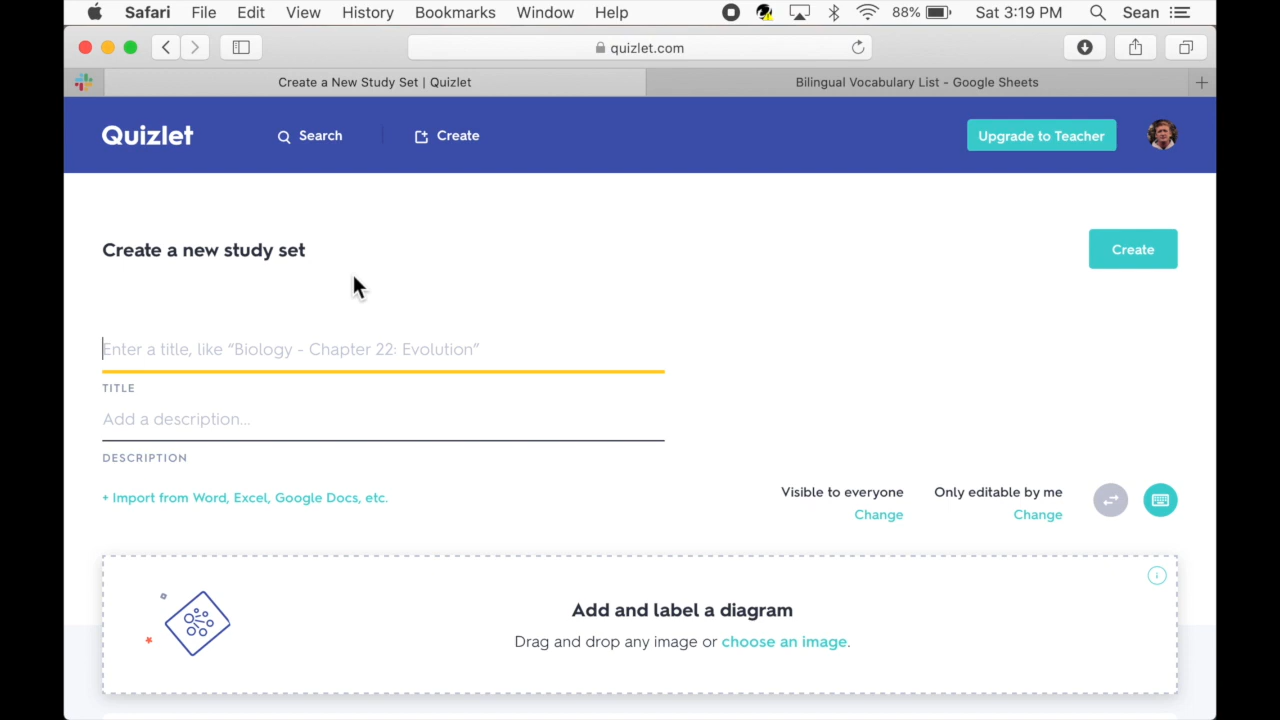 Safari File Edit View History Bookmarks Window Help 88% Sat 3:19 PM Sean
quizlet.com
Create a New Study Set | Quizlet Bilingual Vocabulary List - Google Sheets
Quizlet Search Create Upgrade to Teacher
Create a new study set Create
Enter a title, like “Biology - Chapter 22: Evolution”
TITLE
Add a description...
DESCRIPTION
+ Import from Word, Excel, Google Docs, etc.
Visible to everyone Only editable by me
Change Change
Add and label a diagram
Drag and drop any image or choose an image.